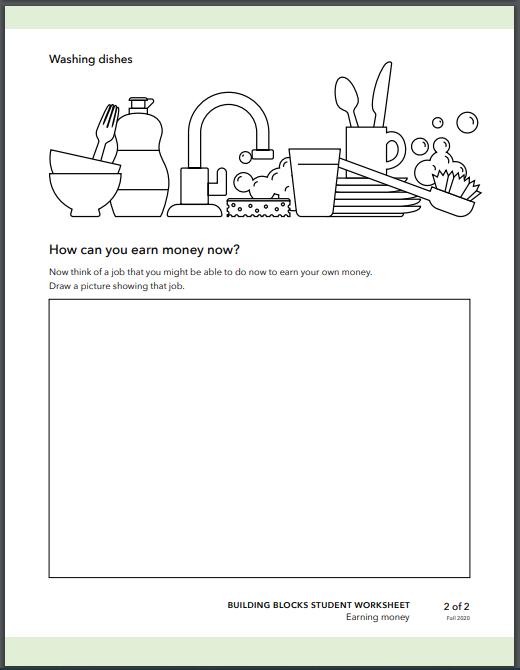 Washing dishes
How can you earn money now?
Now think of a job that you might be able to do now to earn your own money.
Draw a picture showing that job.
BUILDING BLOCKS STUDENT WORKSHEET
Earning money
2 of 2
Fall 2020